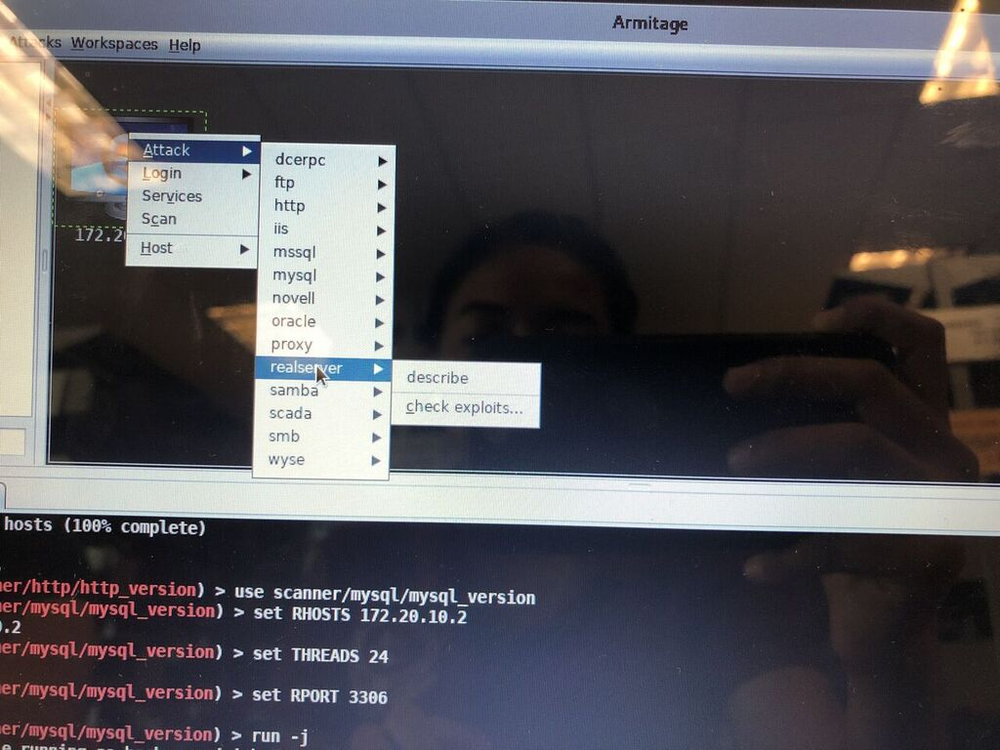 Armitage
Attacks Workspaces Help
Attack
Login
Services
Scan
Host
172.20
dcerpc
ftp
http
iis
mssql
mysql
novell
oracle
proxy
realserver
samba
scada
smb
wyse
describe
check exploits...
hosts (100% complete)
ner/http/http_version) > use scanner/mysql/mysql_version
ner/mysql/mysql_version) > set RHOSTS 172.20.10.2
0.2
ner/mysql/mysql_version) > set THREADS 24
ner/mysql/mysql_version) > set RPORT 3306
ner/mysql/mysql_version) > run -j